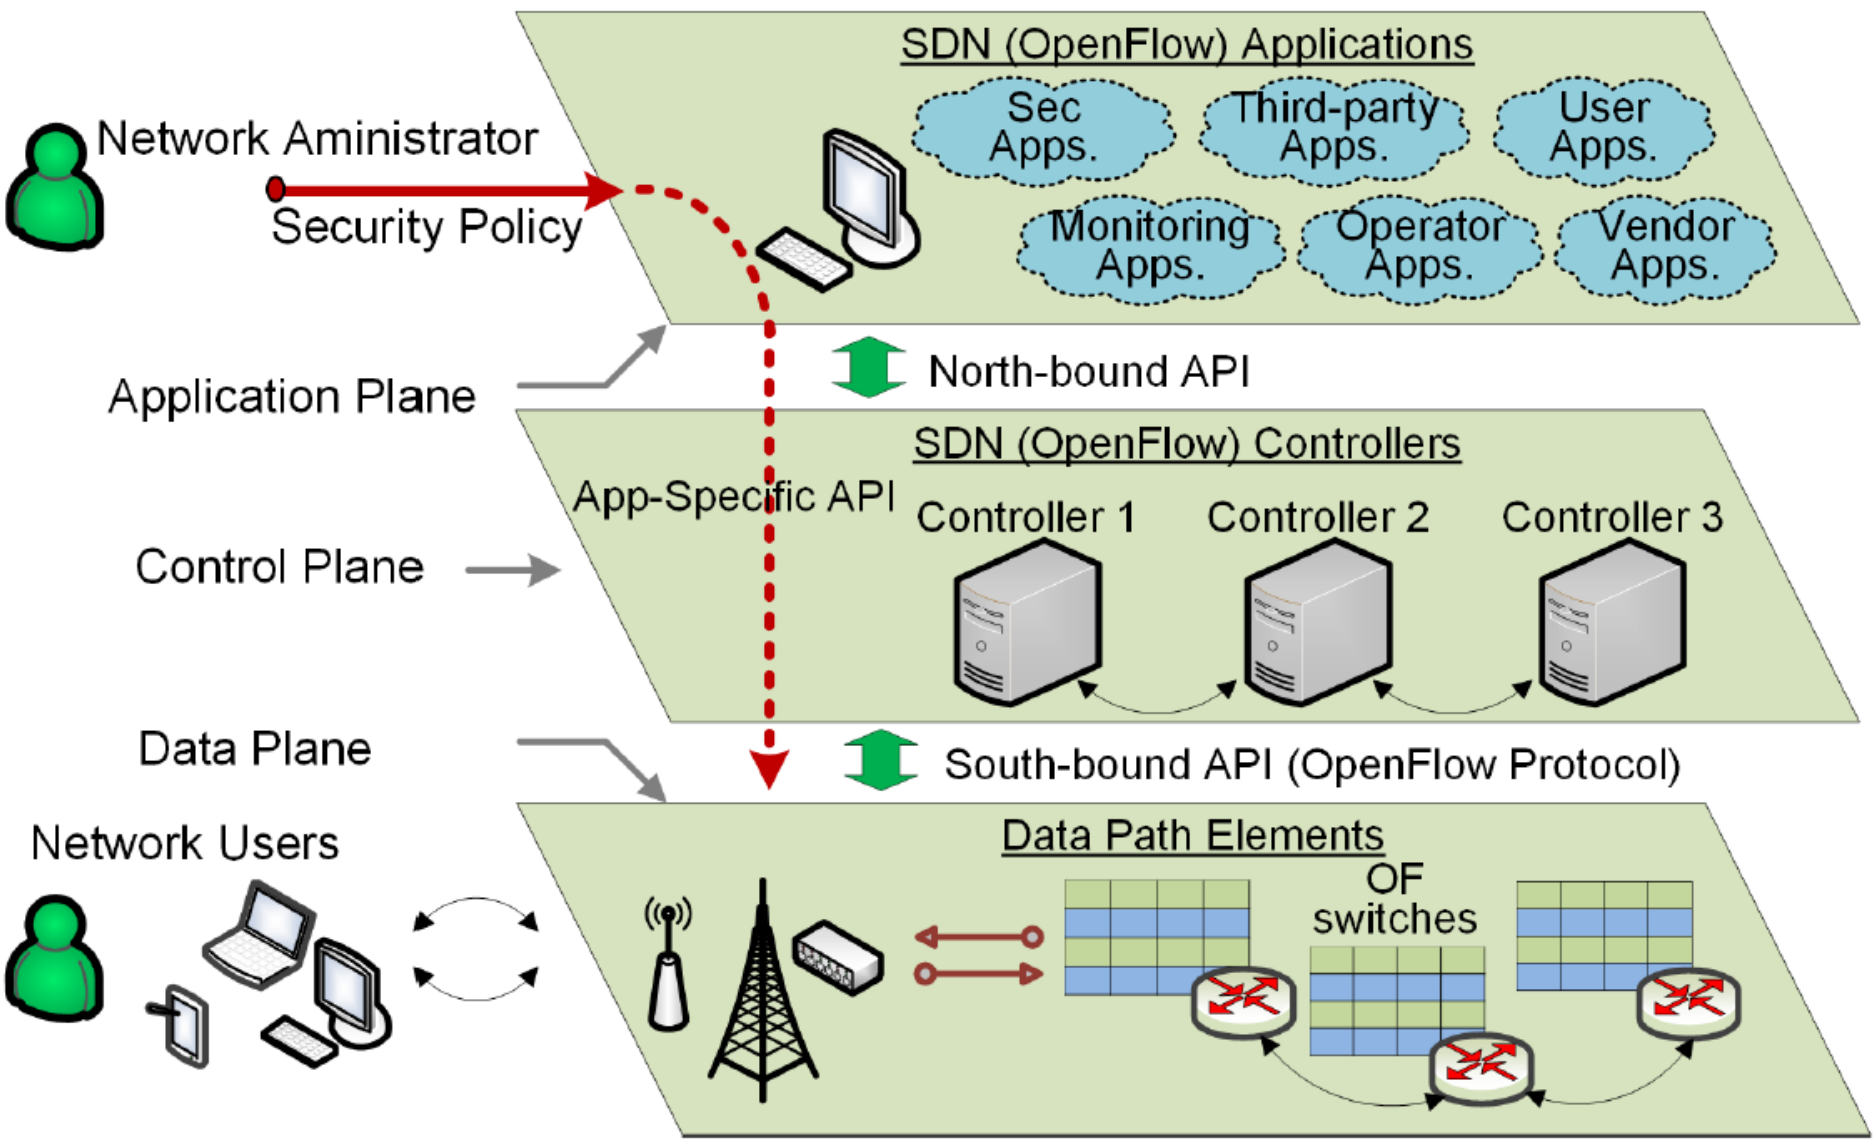 SDN (OpenFlow) Applications
Sec
Apps.
Third-party
Apps.
User
Apps.
Network Aministrator
Security Policy
Monitoring
Apps.
Operator
Apps.
Vendor
Apps.
Application Plane
North-bound API
SDN (OpenFlow) Controllers
App-Specific API
Controller 1
Controller 2
Controller 3
Control Plane
Data Plane
South-bound API (OpenFlow Protocol)
Network Users
Data Path Elements
OF
switches